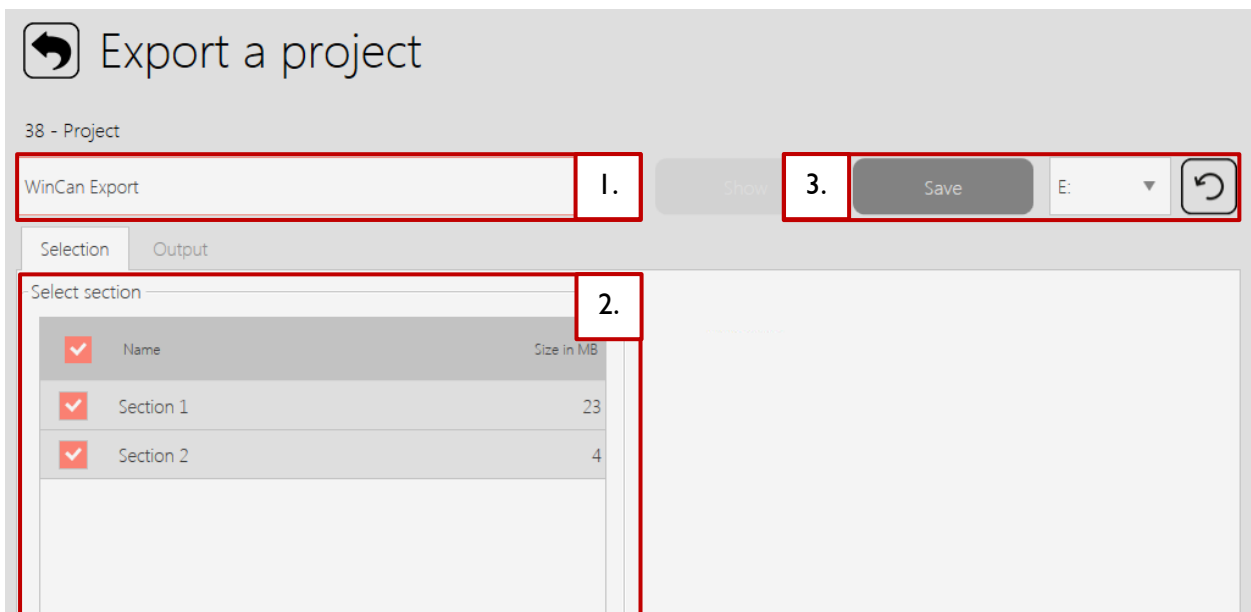 Export a project
38 - Project
WinCan Export 1. Show 3. Save E:
Selection Output
Select section 2.
Name Size in MB
Section 1 23
Section 2 4